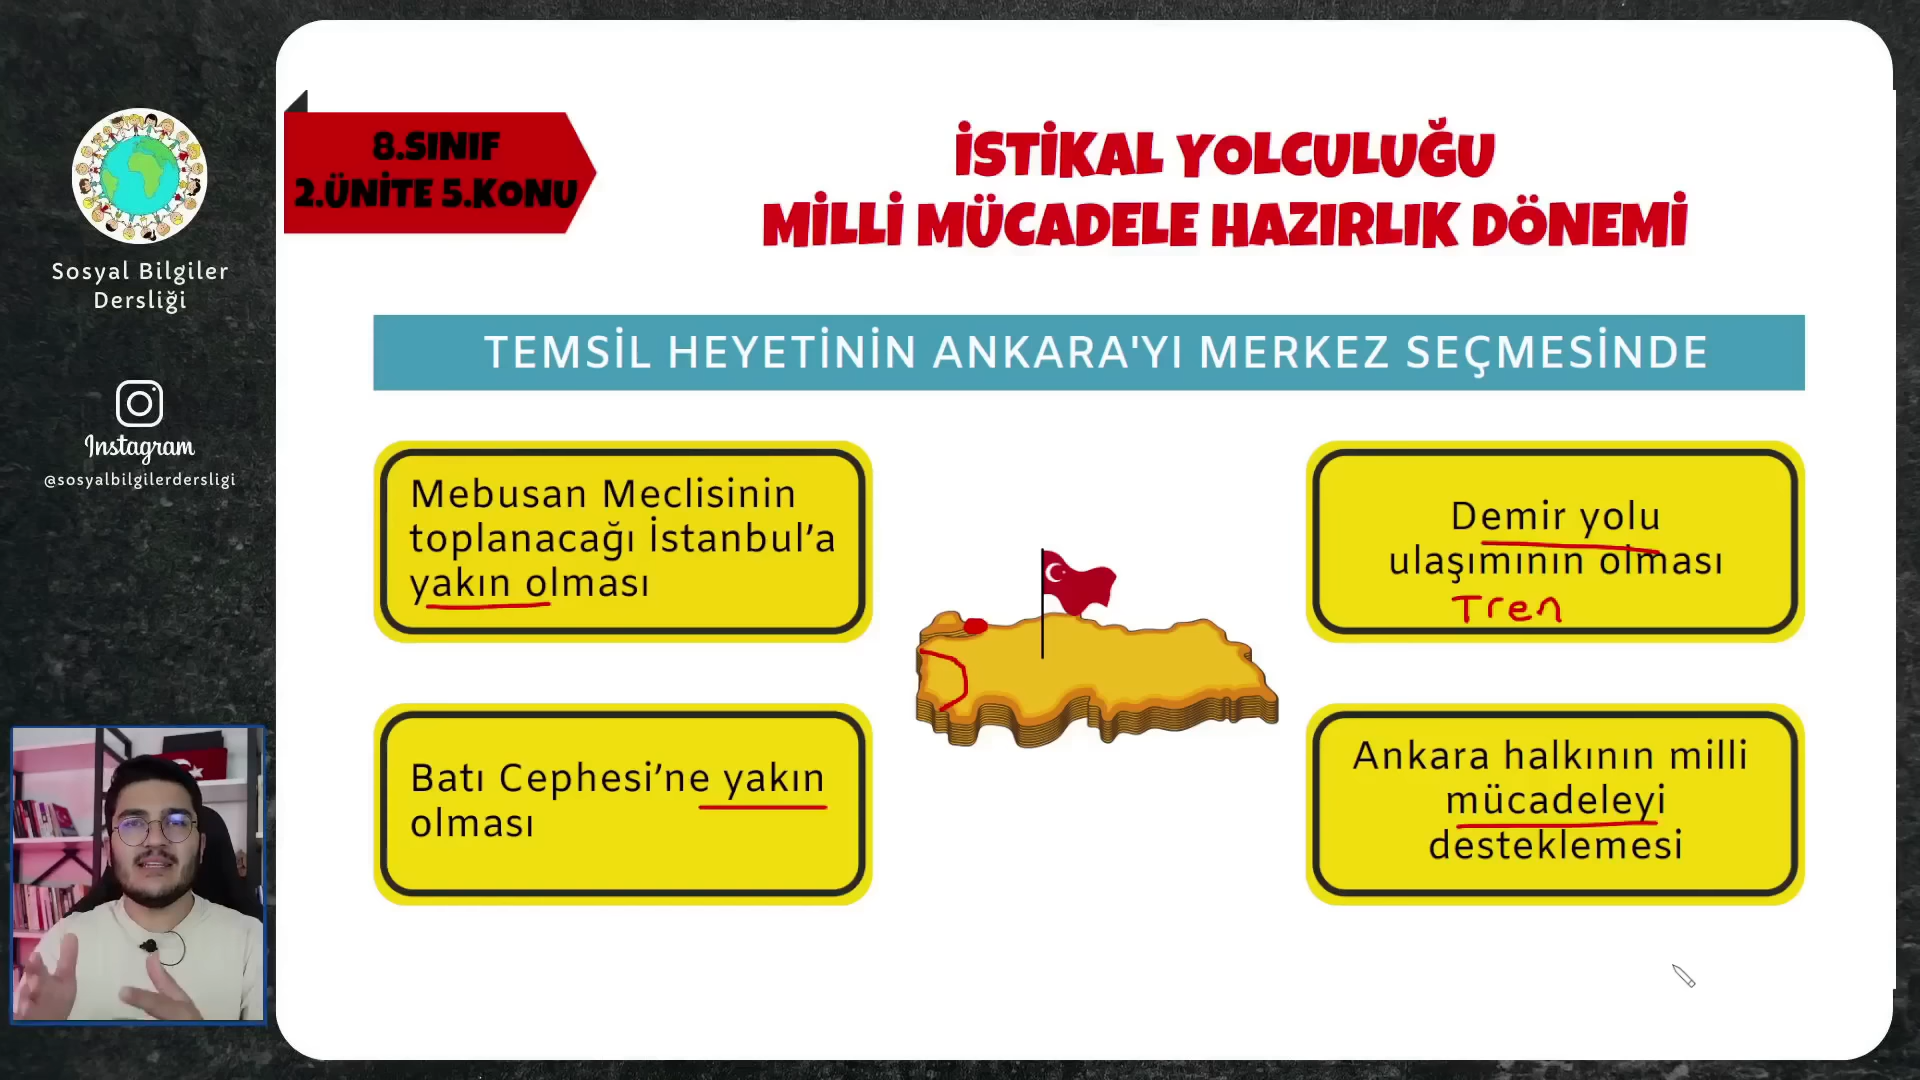 8.SINIF
2.ÜNİTE 5.KONU
İSTİKAL YOLCULUĞU
MİLLİ MÜCADELE HAZIRLIK DÖNEMİ
Sosyal Bilgiler
Dersliği
Instagram
@sosyalbilgilerdersligi
TEMSİL HEYETİNİN ANKARA'YI MERKEZ SEÇMESİNDE
Mebusan Meclisinin
toplanacağı İstanbul’a
yakın olması
Demir yolu
ulaşımının olması
Tren
Batı Cephesi’ne yakın
olması
Ankara halkının milli
mücadeleyi
desteklemesi